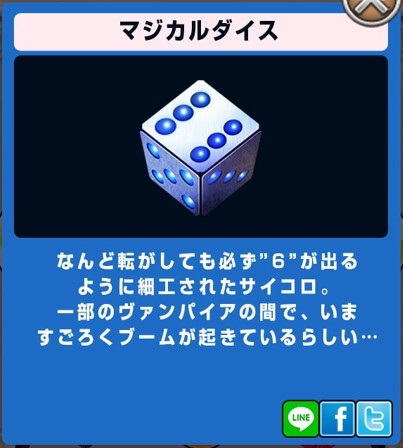 マジカルダイス
なんど転がしても必ず”６”が出る
ように細工されたサイコロ。
一部のヴァンパイアの間で、いま
すごろくブームが起きているらしい…
LINE
f
t